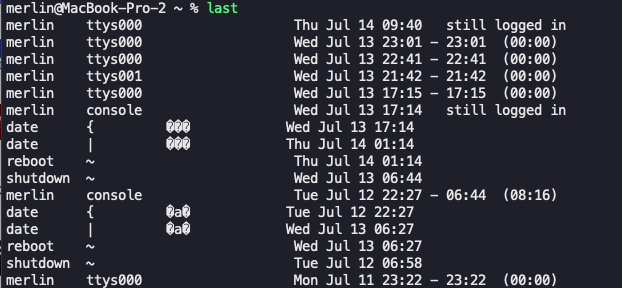 merlin@MacBook-Pro-2 ~ % last
merlin     ttys000                         Thu Jul 14 09:40   still logged in
merlin     ttys000                         Wed Jul 13 23:01 - 23:01  (00:00)
merlin     ttys000                         Wed Jul 13 22:41 - 22:41  (00:00)
merlin     ttys001                         Wed Jul 13 21:42 - 21:42  (00:00)
merlin     ttys000                         Wed Jul 13 17:15 - 17:15  (00:00)
merlin     console                         Wed Jul 13 17:14   still logged in
date       {         ���            Wed Jul 13 17:14
date       |         ���            Thu Jul 14 01:14
reboot     ~                               Thu Jul 14 01:14
shutdown   ~                               Wed Jul 13 06:44
merlin     console                         Tue Jul 12 22:27 - 06:44  (08:16)
date       {         �a�            Tue Jul 12 22:27
date       |         �a�            Wed Jul 13 06:27
reboot     ~                               Wed Jul 13 06:27
shutdown   ~                               Tue Jul 12 06:58
merlin     ttys000                         Mon Jul 11 23:22 - 23:22  (00:00)